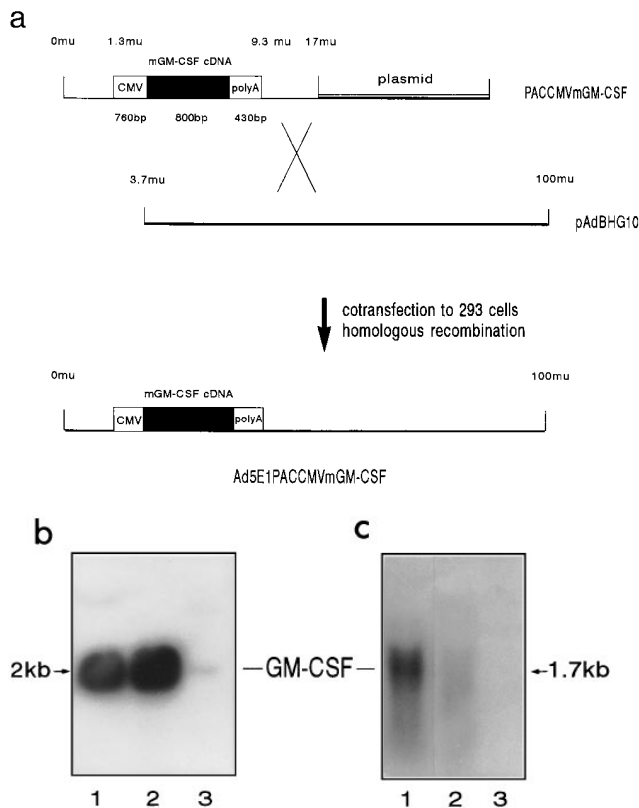 a
0mu 1.3mu 9.3 mu 17mu
mGM-CSF cDNA
plasmid
CMV polyA
PACCMVmGM-CSF
760bp 800bp 430bp
3.7mu 100mu
pAdBHG10
cotransfection to 293 cells
homologous recombination
0mu 100mu
mGM-CSF cDNA
CMV polyA
Ad5E1PACCMVmGM-CSF
b c
2kb GM-CSF 1.7kb
1 2 3 1 2 3